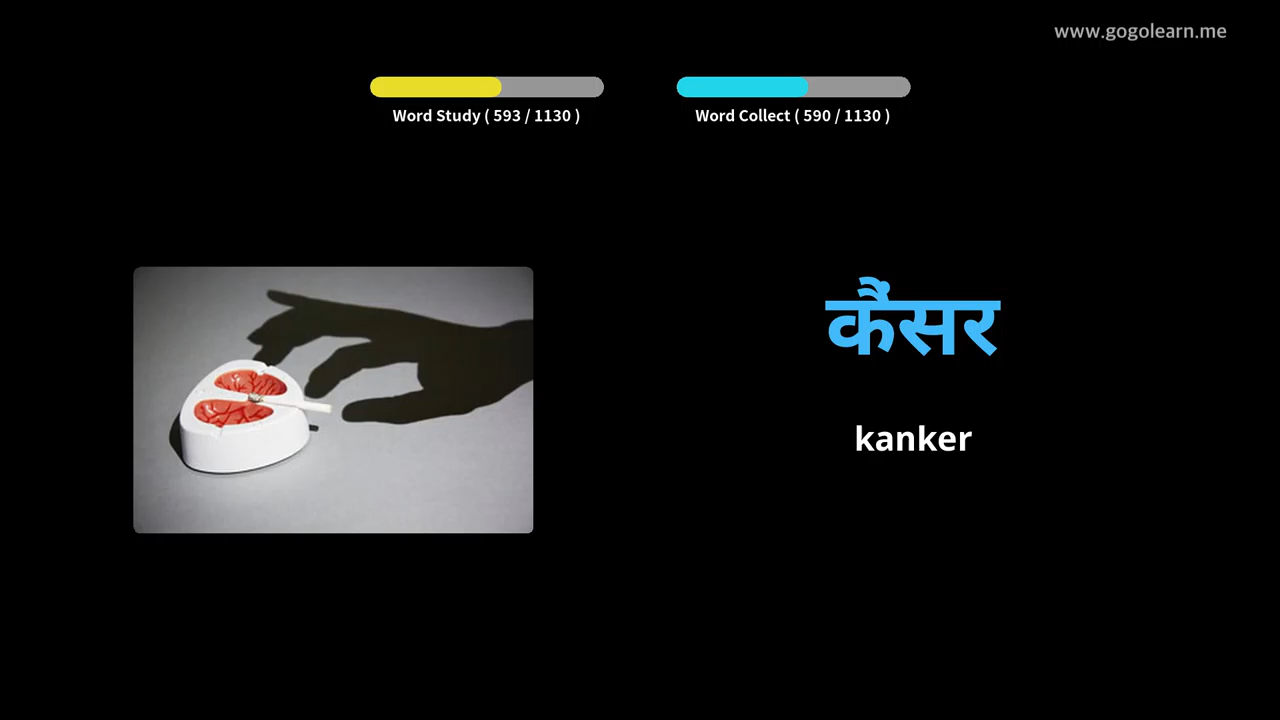 www.gogolearn.me
Word Study ( 593 / 1130 )
Word Collect ( 590 / 1130 )
कैंसर
kanker